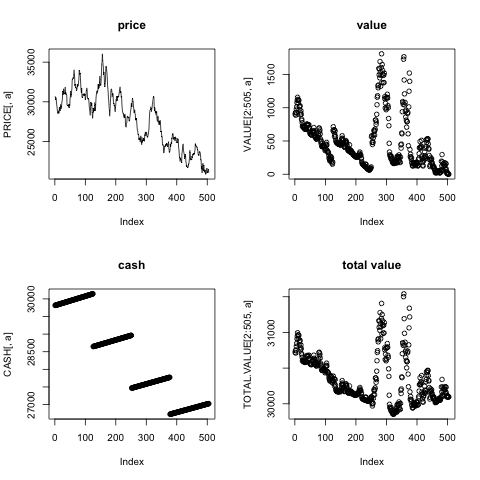 price
PRICE[, a]
25000 30000 35000
0 100 200 300 400 500
Index
value
VALUE[2:505, a]
0 500 1000 1500
0 100 200 300 400 500
Index
cash
CASH[, a]
27000 28500 30000
0 100 200 300 400 500
Index
total value
TOTAL.VALUE[2:505, a]
30000 31000
0 100 200 300 400 500
Index